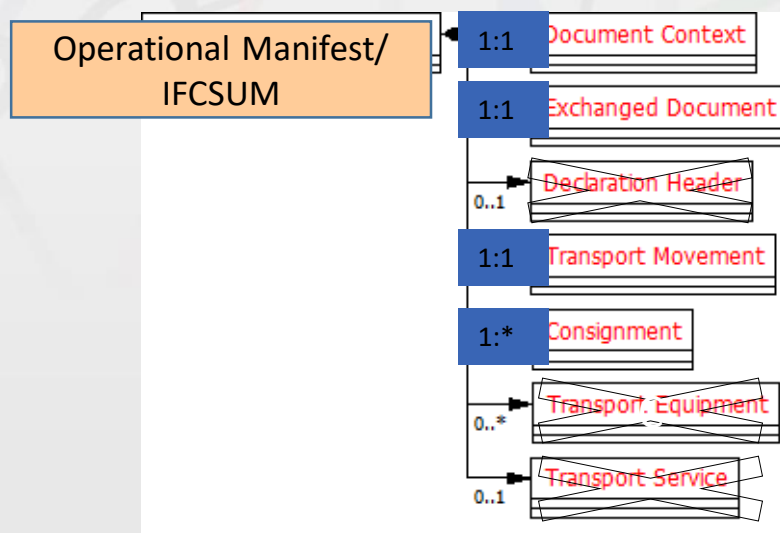 Operational Manifest/
IFCSUM
1:1 Document Context
1:1 Exchanged Document
Declaration Header
0..1
1:1 Transport Movement
1:* Consignment
Transport Equipment
0..*
Transport Service
0..1